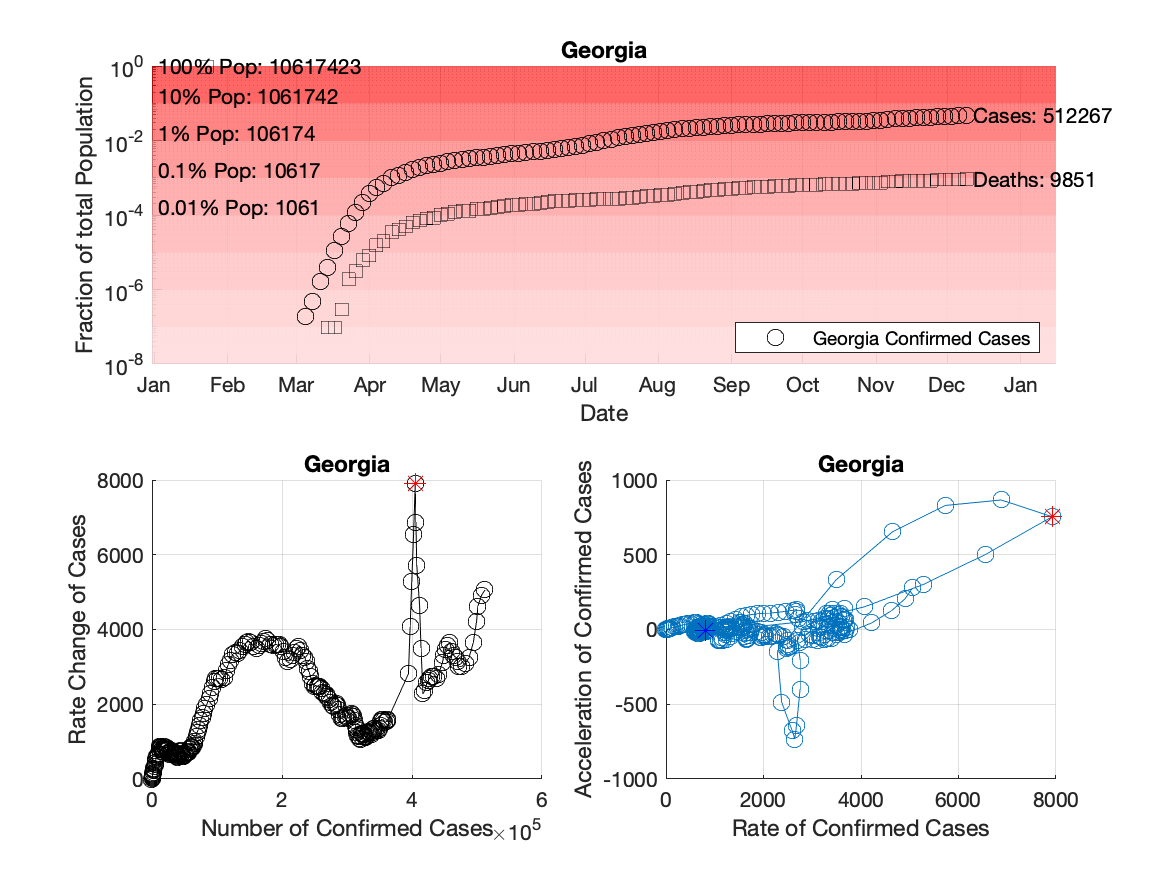 Georgia
Fraction of total Population
10^0
10^-2
10^-4
10^-6
10^-8
100% Pop: 10617423
10% Pop: 1061742
1% Pop: 106174
0.1% Pop: 10617
0.01% Pop: 1061
Cases: 512267
Deaths: 9851
Georgia Confirmed Cases
Jan Feb Mar Apr May Jun Jul Aug Sep Oct Nov Dec Jan
Date
Georgia
Rate Change of Cases
8000
6000
4000
2000
0
0 2 4 6
Number of Confirmed Cases ×10^5
Georgia
Acceleration of Confirmed Cases
1000
500
0
-500
-1000
0 2000 4000 6000 8000
Rate of Confirmed Cases